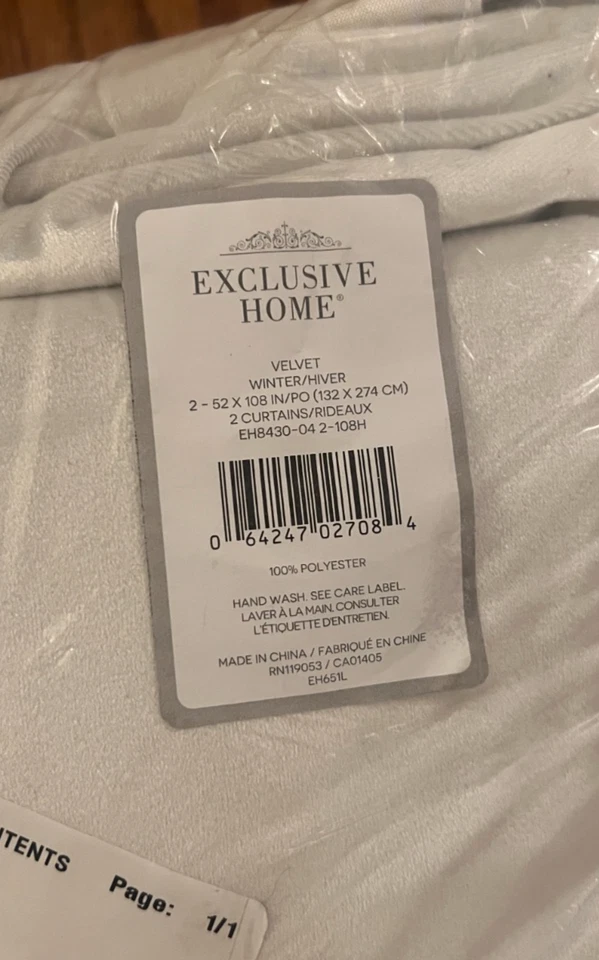 EXCLUSIVE
HOME®
VELVET
WINTER/HIVER
2 - 52 X 108 IN/PO (132 X 274 CM)
2 CURTAINS/RIDEAUX
EH8430-04 2-108H
0 64247 02708 4
100% POLYESTER
HAND WASH. SEE CARE LABEL.
LAVER À LA MAIN. CONSULTER
L'ÉTIQUETTE D'ENTRETIEN.
MADE IN CHINA / FABRIQUÉ EN CHINE
RN119053 / CA01405
EH651L
Page: 1/1